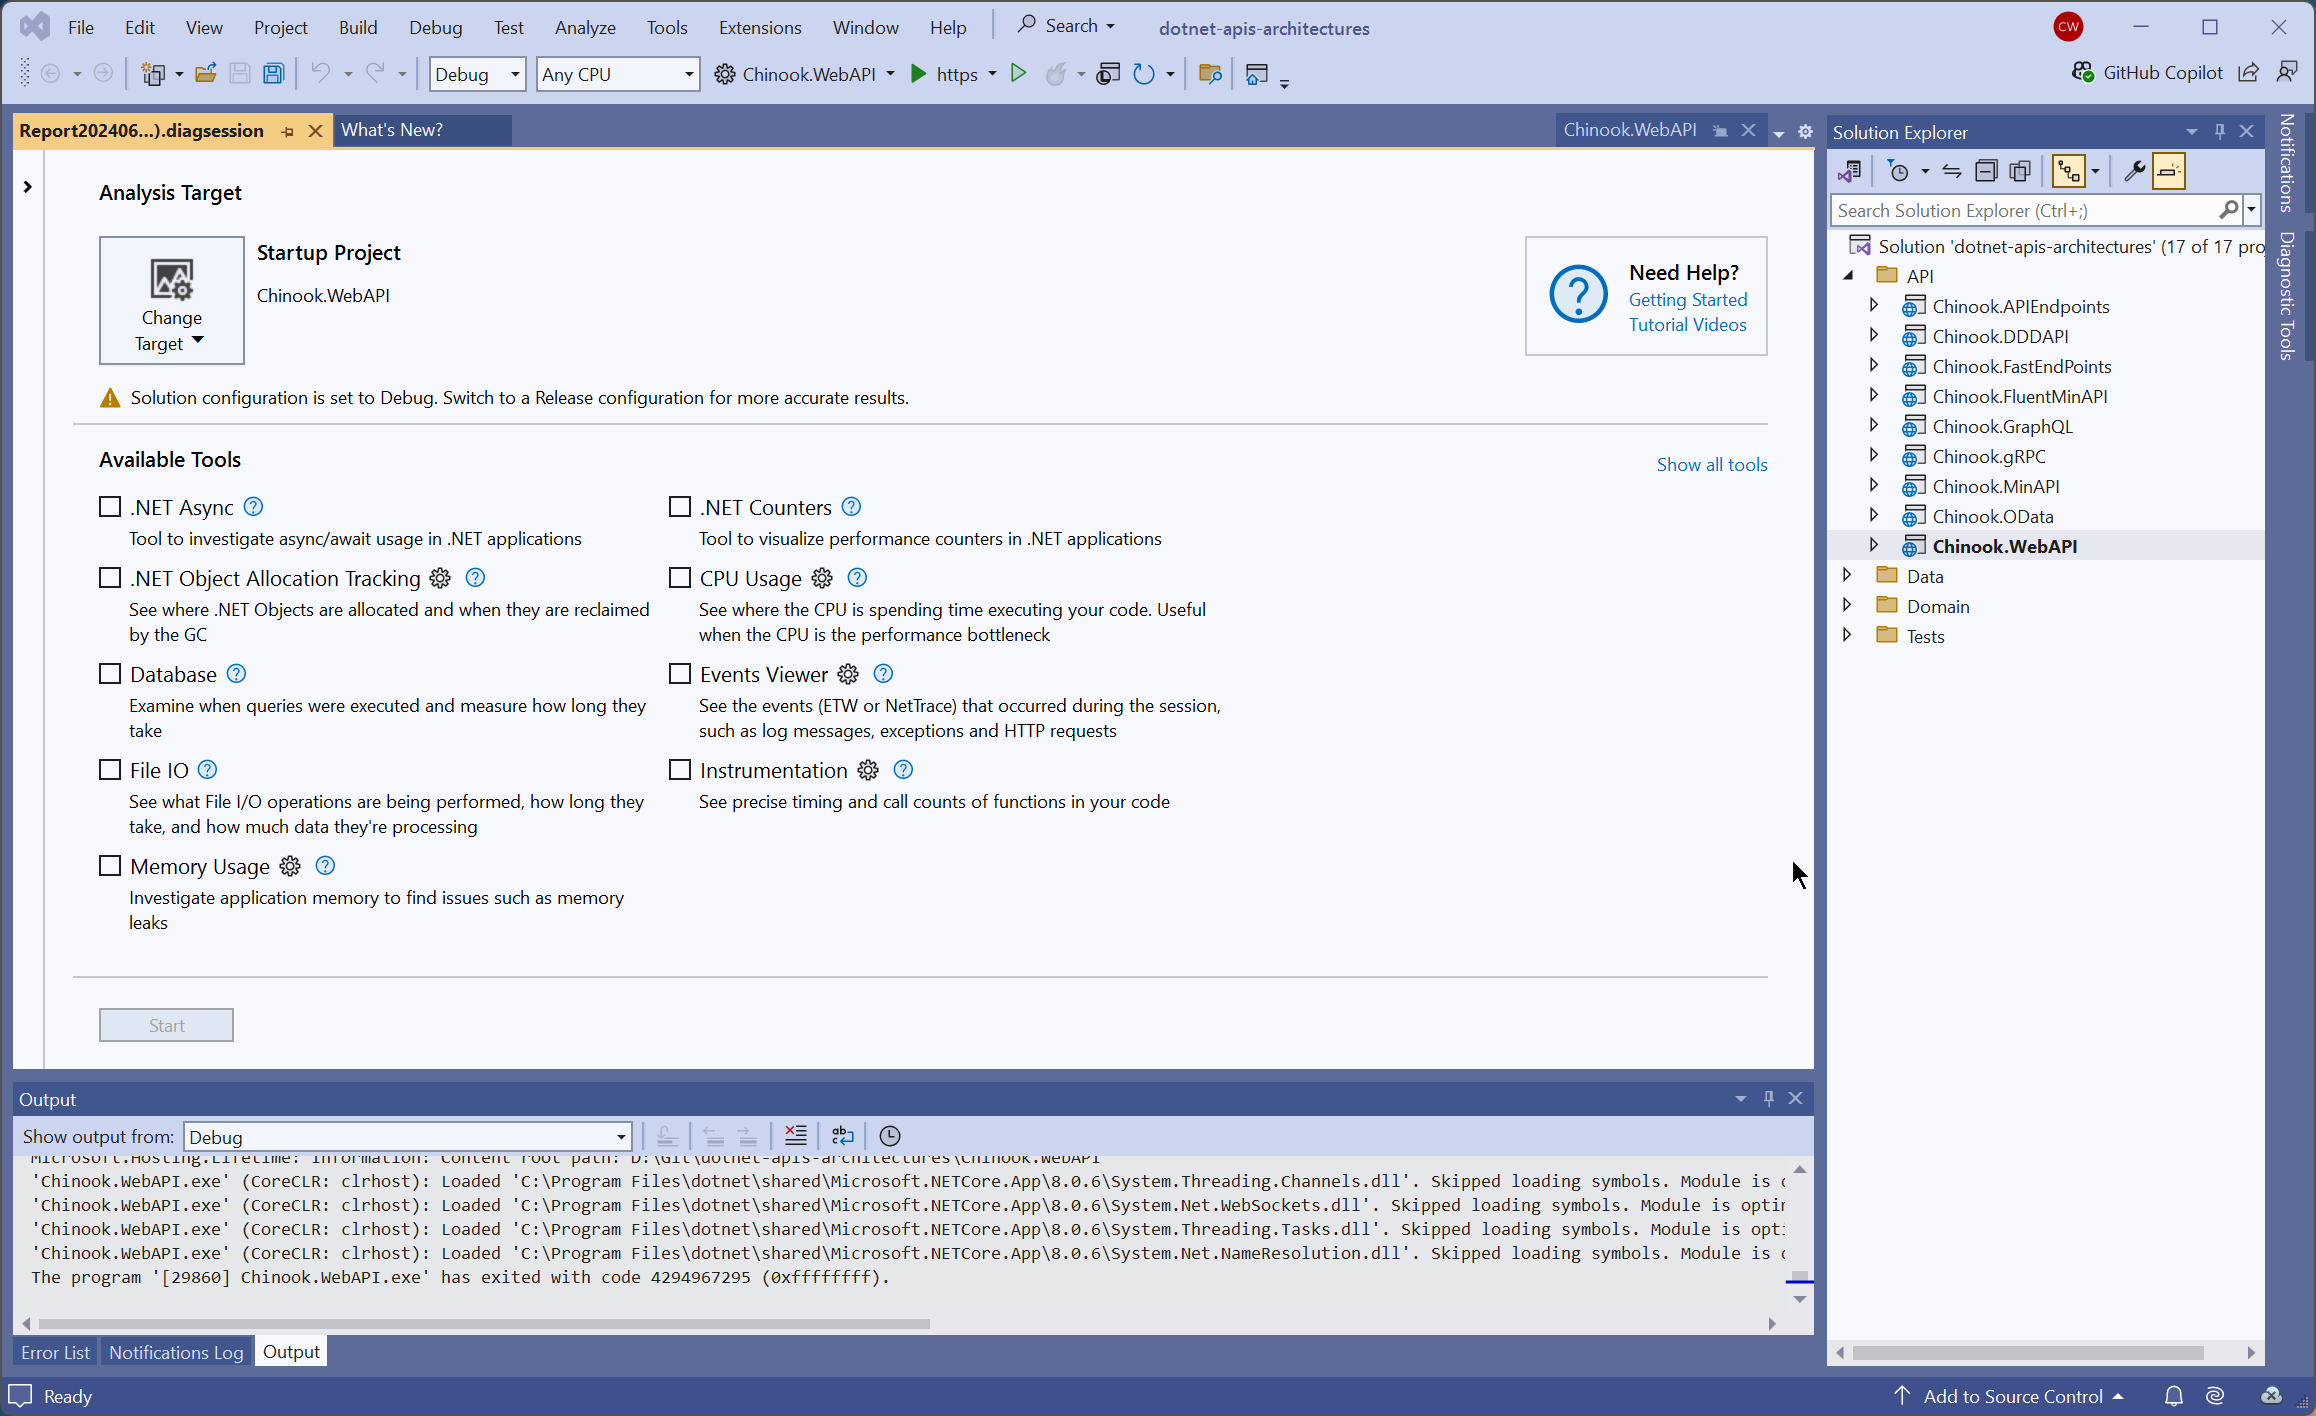 File Edit View Project Build Debug Test Analyze Tools Extensions Window Help Search dotnet-apis-architectures CW
Debug Any CPU Chinook.WebAPI https GitHub Copilot
Report202406...).diagsession What's New? Chinook.WebAPI
Analysis Target
Change
Target
Startup Project
Chinook.WebAPI
Need Help?
Getting Started
Tutorial Videos
Solution configuration is set to Debug. Switch to a Release configuration for more accurate results.
Available Tools
Show all tools
.NET Async
Tool to investigate async/await usage in .NET applications
.NET Counters
Tool to visualize performance counters in .NET applications
.NET Object Allocation Tracking
See where .NET Objects are allocated and when they are reclaimed
by the GC
CPU Usage
See where the CPU is spending time executing your code. Useful
when the CPU is the performance bottleneck
Database
Examine when queries were executed and measure how long they
take
Events Viewer
See the events (ETW or NetTrace) that occurred during the session,
such as log messages, exceptions and HTTP requests
File IO
See what File I/O operations are being performed, how long they
take, and how much data they're processing
Instrumentation
See precise timing and call counts of functions in your code
Memory Usage
Investigate application memory to find issues such as memory
leaks
Start
Output
Show output from: Debug
Microsoft.Hosting.Lifetime: Information: Content root path: D:\Git\dotnet-apis-architectures\Chinook.WebAPI
'Chinook.WebAPI.exe' (CoreCLR: clrhost): Loaded 'C:\Program Files\dotnet\shared\Microsoft.NETCore.App\8.0.6\System.Threading.Channels.dll'. Skipped loading symbols. Module is
'Chinook.WebAPI.exe' (CoreCLR: clrhost): Loaded 'C:\Program Files\dotnet\shared\Microsoft.NETCore.App\8.0.6\System.Net.WebSockets.dll'. Skipped loading symbols. Module is
'Chinook.WebAPI.exe' (CoreCLR: clrhost): Loaded 'C:\Program Files\dotnet\shared\Microsoft.NETCore.App\8.0.6\System.Threading.Tasks.dll'. Skipped loading symbols. Module is
'Chinook.WebAPI.exe' (CoreCLR: clrhost): Loaded 'C:\Program Files\dotnet\shared\Microsoft.NETCore.App\8.0.6\System.Net.NameResolution.dll'. Skipped loading symbols. Module is
The program '[29860] Chinook.WebAPI.exe' has exited with code 4294967295 (0xffffffff).
Error List Notifications Log Output
Solution Explorer
Search Solution Explorer (Ctrl+;)
Solution 'dotnet-apis-architectures' (17 of 17 pro
API
Chinook.APIEndpoints
Chinook.DDDAPI
Chinook.FastEndPoints
Chinook.FluentMinAPI
Chinook.GraphQL
Chinook.gRPC
Chinook.MinAPI
Chinook.OData
Chinook.WebAPI
Data
Domain
Tests
Notifications
Diagnostic Tools
Ready
Add to Source Control